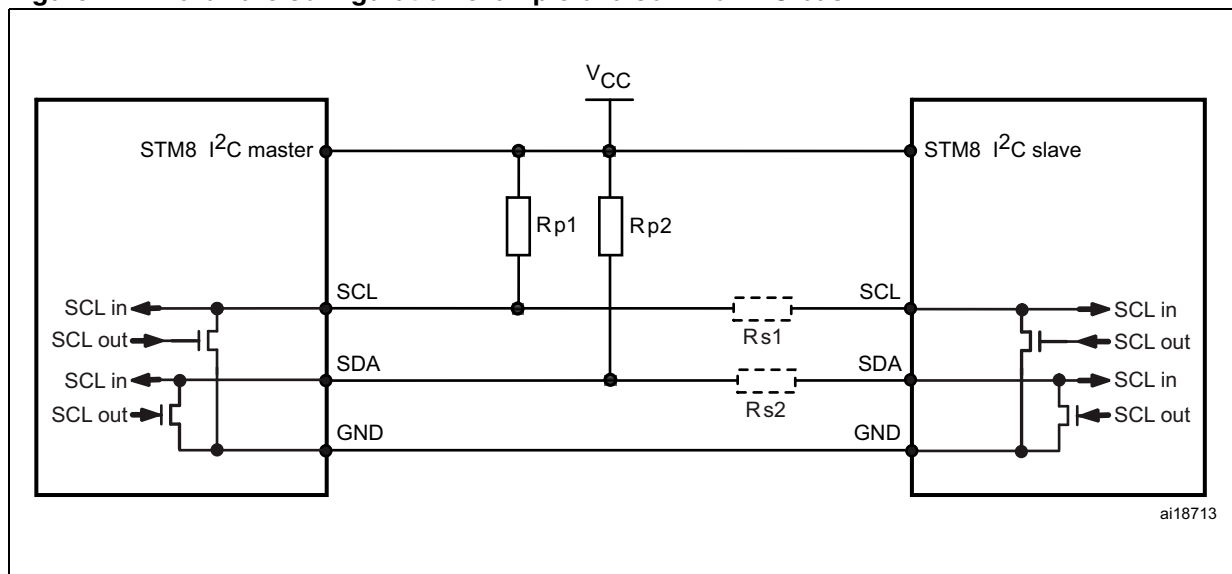 VCC
STM8 I2C master
STM8 I2C slave
Rp1
Rp2
SCL
SCL
SCL in
SCL in
SCL out
Rs1
SCL out
SDA
SDA
SCL in
SCL in
SCL out
Rs2
SCL out
GND
GND
ai18713